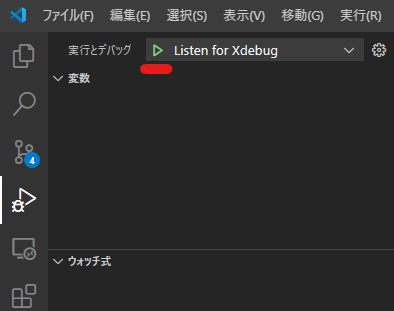 ファイル(F) 編集(E) 選択(S) 表示(V) 移動(G) 実行(R)
実行とデバッグ Listen for Xdebug
変数
4
ウォッチ式